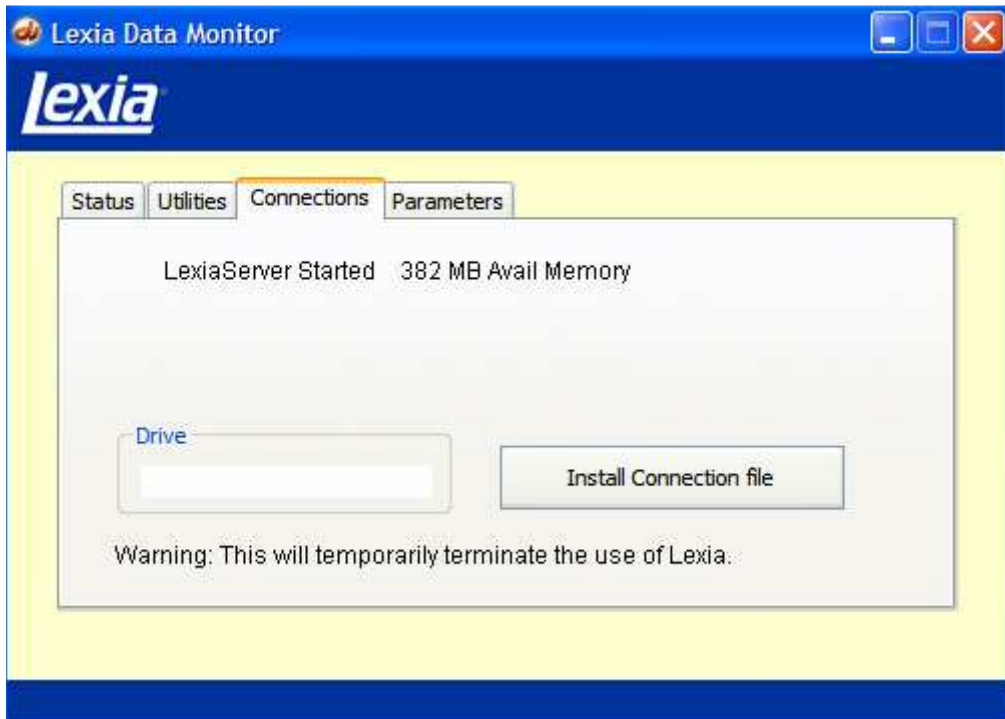 Lexia Data Monitor
Lexia
Status Utilities Connections Parameters
LexiaServer Started 382 MB Avail Memory
Drive
Install Connection file
Warning: This will temporarily terminate the use of Lexia.